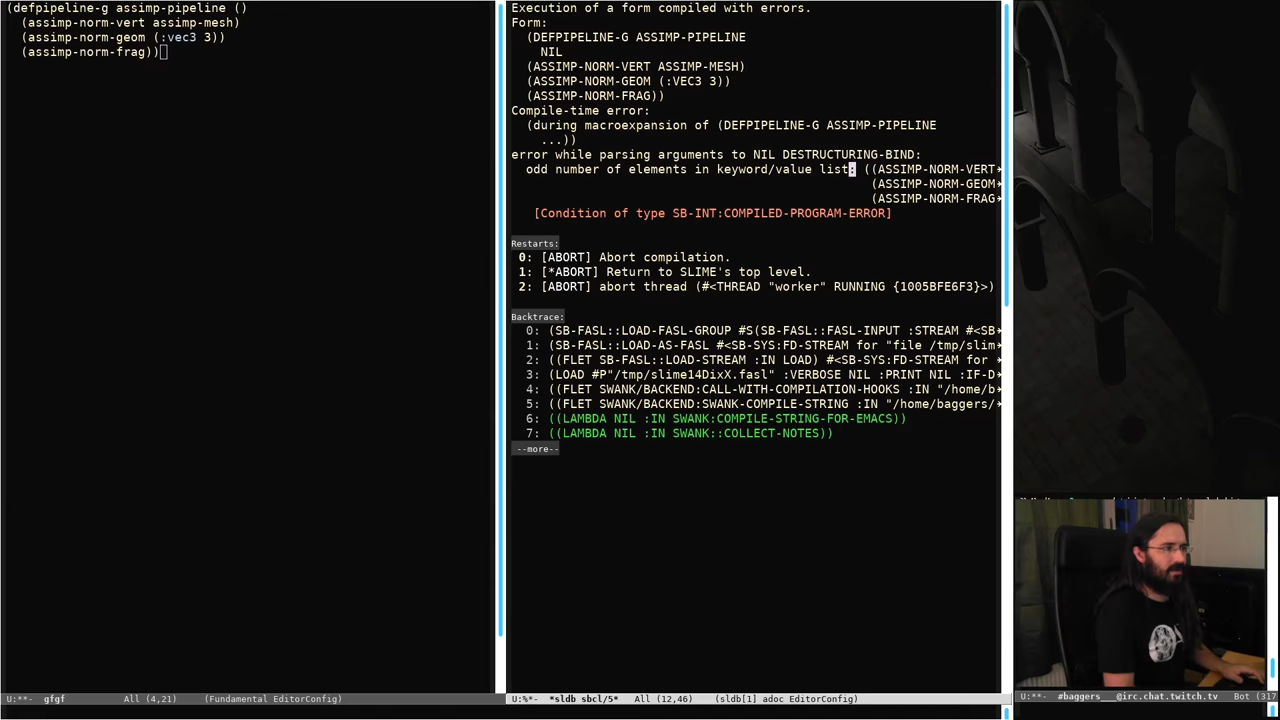 (defpipeline-g assimp-pipeline ()
  (assimp-norm-vert assimp-mesh)
  (assimp-norm-geom (:vec3 3))
  (assimp-norm-frag))
U:**-  gfgf         All (4,21)     (Fundamental EditorConfig)
Execution of a form compiled with errors.
Form:
  (DEFPIPELINE-G ASSIMP-PIPELINE
    NIL
  (ASSIMP-NORM-VERT ASSIMP-MESH)
  (ASSIMP-NORM-GEOM (:VEC3 3))
  (ASSIMP-NORM-FRAG))
Compile-time error:
  (during macroexpansion of (DEFPIPELINE-G ASSIMP-PIPELINE
    ...))
error while parsing arguments to NIL DESTRUCTURING-BIND:
  odd number of elements in keyword/value list: ((ASSIMP-NORM-VERT
(ASSIMP-NORM-GEOM
(ASSIMP-NORM-FRAG
   [Condition of type SB-INT:COMPILED-PROGRAM-ERROR]
Restarts:
 0: [ABORT] Abort compilation.
 1: [*ABORT] Return to SLIME's top level.
 2: [ABORT] abort thread (#<THREAD "worker" RUNNING {1005BFE6F3}>)
Backtrace:
  0: (SB-FASL::LOAD-FASL-GROUP #S(SB-FASL::FASL-INPUT :STREAM #<SB-
  1: (SB-FASL::LOAD-AS-FASL #<SB-SYS:FD-STREAM for "file /tmp/slim
  2: ((FLET SB-FASL::LOAD-STREAM :IN LOAD) #<SB-SYS:FD-STREAM for
  3: (LOAD #P"/tmp/slime14DixX.fasl" :VERBOSE NIL :PRINT NIL :IF-D
  4: ((FLET SWANK/BACKEND:CALL-WITH-COMPILATION-HOOKS :IN "/home/b
  5: ((FLET SWANK/BACKEND:SWANK-COMPILE-STRING :IN "/home/baggers/
  6: ((LAMBDA NIL :IN SWANK:COMPILE-STRING-FOR-EMACS))
  7: ((LAMBDA NIL :IN SWANK::COLLECT-NOTES))
 --more--
U:%*-  *sldb sbcl/5*   All (12,46)    (sldb[1] adoc EditorConfig)
U:**-  #baggers___@irc.chat.twitch.tv   Bot (317